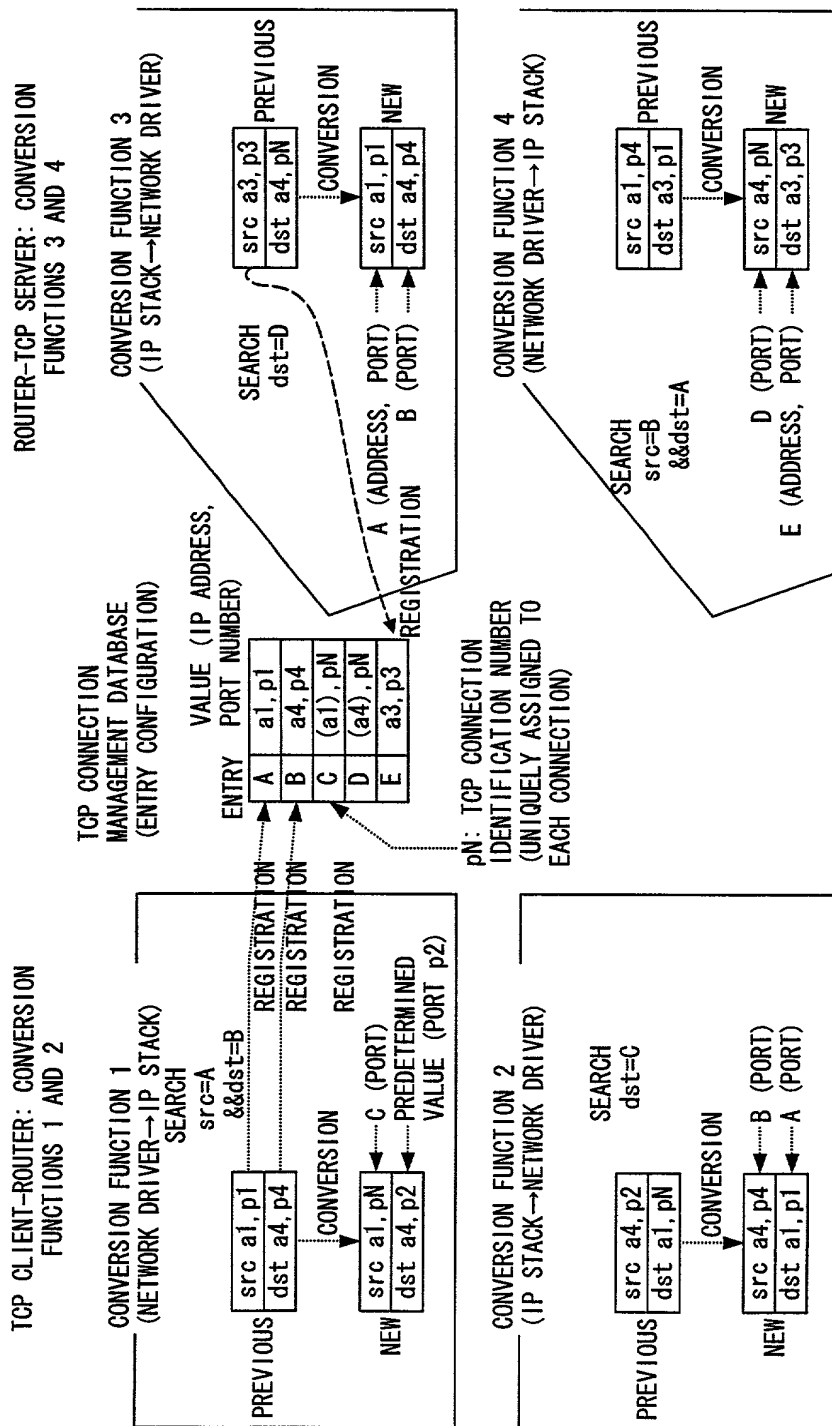 TCP CLIENT-ROUTER: CONVERSION
FUNCTIONS 1 AND 2
CONVERSION FUNCTION 1
(NETWORK DRIVER→IP STACK)
SEARCH
src=A
&&dst=B
PREVIOUS
src a1,p1
dst a4,p4
CONVERSION
NEW
src a1,pN
dst a4,p2
C (PORT)
PREDETERMINED
VALUE (PORT p2)
REGISTRATION
REGISTRATION
REGISTRATION
CONVERSION FUNCTION 2
(IP STACK→NETWORK DRIVER)
SEARCH
dst=C
PREVIOUS
src a4,p2
dst a1,pN
CONVERSION
NEW
src a4,p4
dst a1,p1
B (PORT)
A (PORT)
TCP CONNECTION
MANAGEMENT DATABASE
(ENTRY CONFIGURATION)
VALUE (IP ADDRESS,
ENTRY PORT NUMBER)
A a1,p1
B a4,p4
C (a1),pN
D (a4),pN
E a3,p3
REGISTRATION
pN: TCP CONNECTION
IDENTIFICATION NUMBER
(UNIQUELY ASSIGNED TO
EACH CONNECTION)
ROUTER-TCP SERVER: CONVERSION
FUNCTIONS 3 AND 4
CONVERSION FUNCTION 3
(IP STACK→NETWORK DRIVER)
SEARCH
dst=D
src a3,p3
dst a4,pN
PREVIOUS
CONVERSION
A (ADDRESS, PORT)
B (PORT)
src a1,p1
dst a4,p4
NEW
CONVERSION FUNCTION 4
(NETWORK DRIVER→IP STACK)
SEARCH
src=B
&&dst=A
src a1,p4
dst a3,p1
PREVIOUS
CONVERSION
D (PORT)
E (ADDRESS, PORT)
src a4,pN
dst a3,p3
NEW